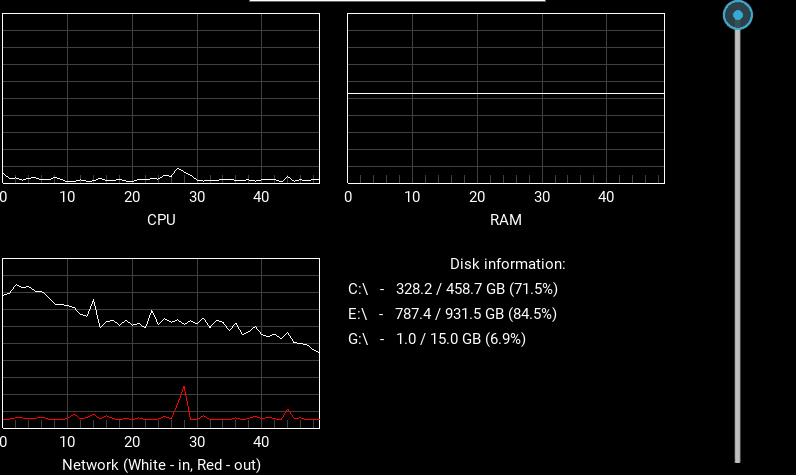 0 10 20 30 40
CPU
0 10 20 30 40
RAM
0 10 20 30 40
Network (White - in, Red - out)
Disk information:
C:\ - 328.2 / 458.7 GB (71.5%)
E:\ - 787.4 / 931.5 GB (84.5%)
G:\ - 1.0 / 15.0 GB (6.9%)